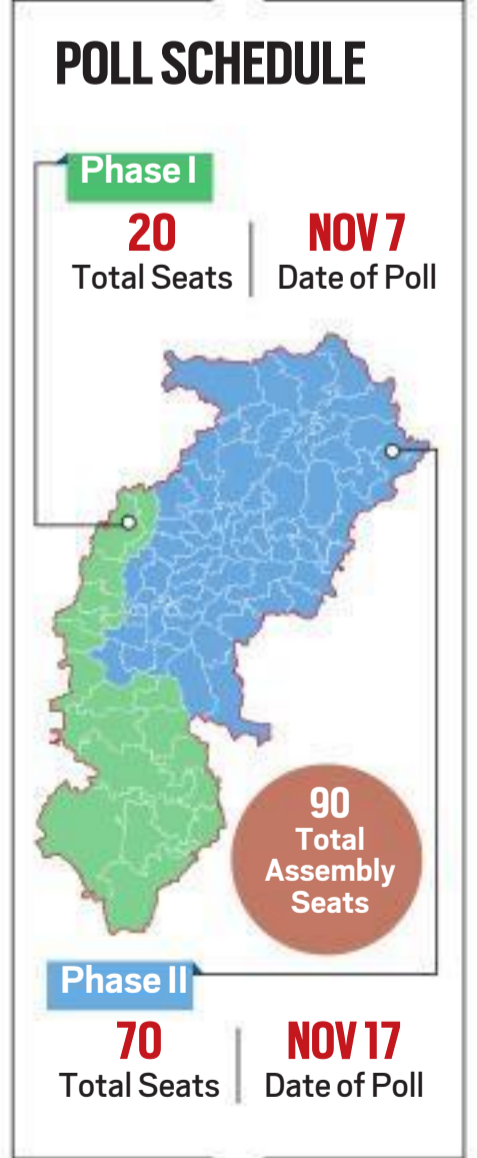 POLL SCHEDULE
Phase I
20
Total Seats
NOV 7
Date of Poll
90
Total
Assembly
Seats
Phase II
70
Total Seats
NOV 17
Date of Poll